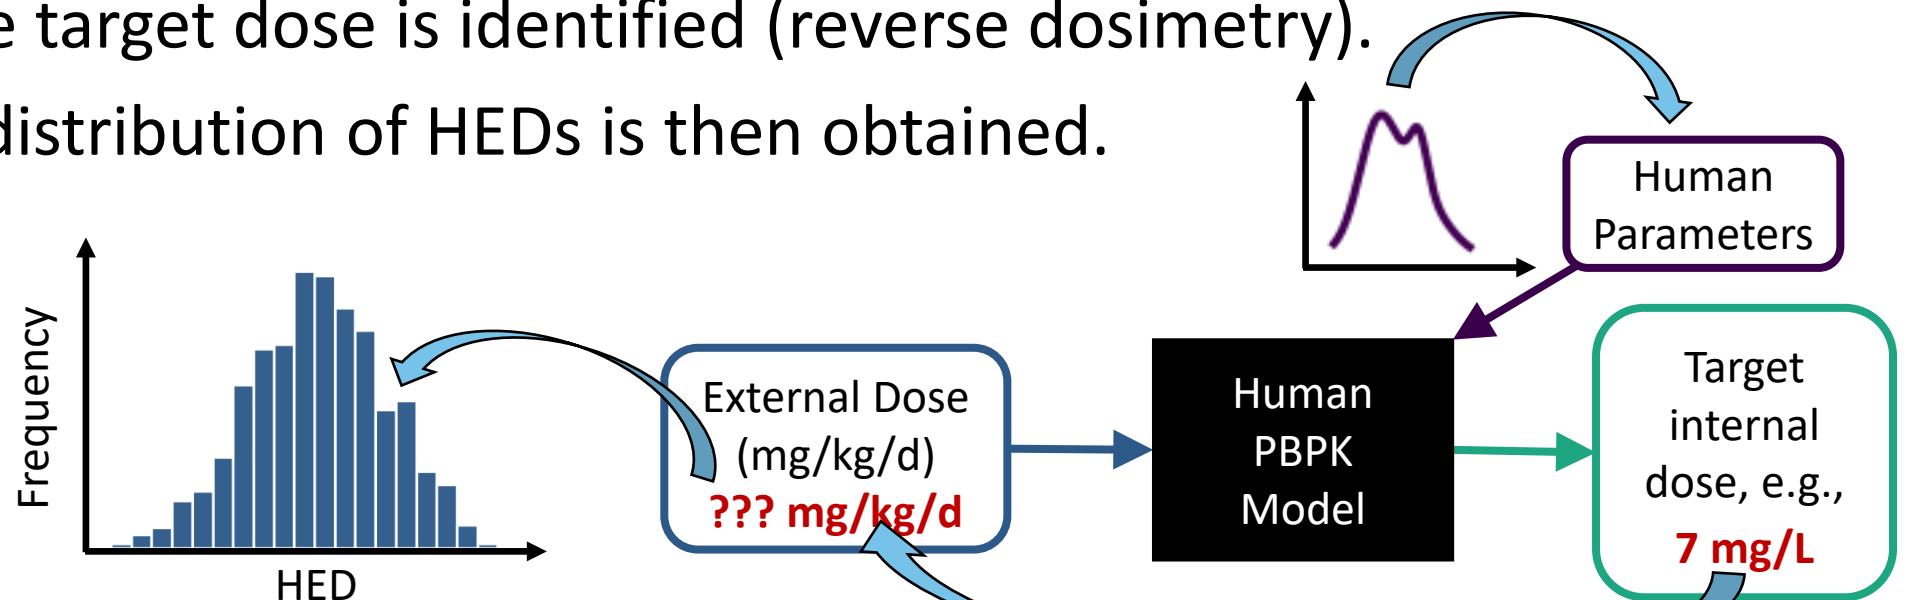 e target dose is identified (reverse dosimetry).
distribution of HEDs is then obtained.
Human
Parameters
Frequency
HED
External Dose
(mg/kg/d)
??? mg/kg/d
Human
PBPK
Model
Target
internal
dose, e.g.,
7 mg/L